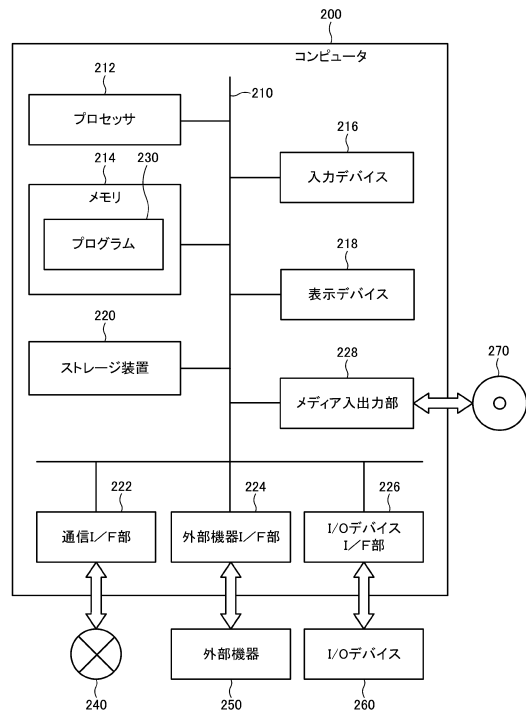 200
コンピュータ
212
プロセッサ
210
214
230
メモリ
プログラム
216
入力デバイス
218
表示デバイス
220
ストレージ装置
228
メディア入出力部
270
222
通信I/F部
224
外部機器I/F部
226
I/Oデバイス
I/F部
240
外部機器
250
I/Oデバイス
260